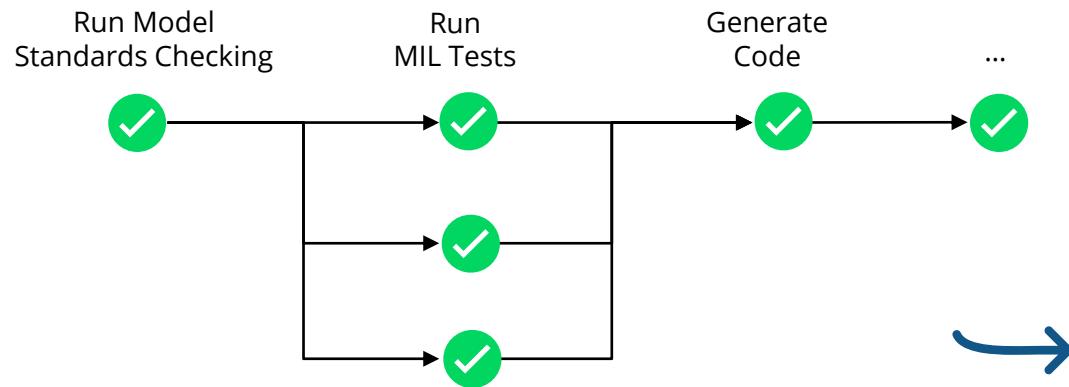 Run Model
Standards Checking
Run
MIL Tests
Generate
Code
...